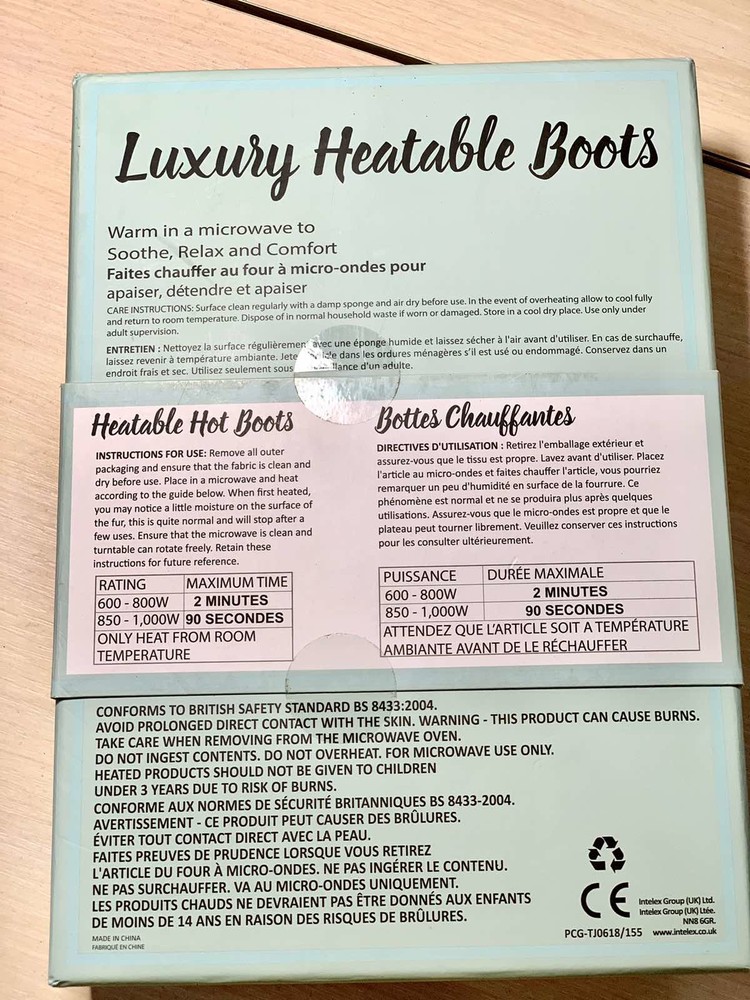 Luxury Heatable Boots
Warm in a microwave to
Soothe, Relax and Comfort
Faites chauffer au four à micro-ondes pour
apaiser, détendre et apaiser
CARE INSTRUCTIONS: Surface clean regularly with a damp sponge and air dry before use. In the event of overheating allow to cool fully
and return to room temperature. Dispose of in normal household waste if worn or damaged. Store in a cool dry place. Use only under
adult supervision.
ENTRETIEN : Nettoyez la surface une éponge humide et laissez sécher à l'air avant d'utiliser. En cas de surchauffe,
laissez revenir à température ambiante. dans les ordures ménagères s'il est usé ou endommagé. Conservez dans un
endroit frais et sec. Utilisez seulement sous d'un adulte.
Heatable Hot Boots
INSTRUCTIONS FOR USE: Remove all outer
packaging and ensure that the fabric is clean and
dry before use. Place in a microwave and heat
according to the guide below. When first heated,
you may notice a little moisture on the surface of
the fur, this is quite normal and will stop after a
few uses. Ensure that the microwave is clean and
turntable can rotate freely. Retain these
instructions for future reference.
RATING MAXIMUM TIME
600 - 800W 2 MINUTES
850 - 1,000W 90 SECONDES
ONLY HEAT FROM ROOM
TEMPERATURE
Bottes Chauffantes
DIRECTIVES D'UTILISATION : Retirez l'emballage extérieur et
assurez-vous que le tissu est propre. Lavez avant d'utiliser. Placez
l'article au micro-ondes et faites chauffer l'article, vous pourriez
remarquer un peu d'humidité en surface de la fourrure. Ce
phénomène est normal et ne se produira plus après quelques
utilisations. Assurez-vous que le micro-ondes est propre et que le
plateau peut tourner librement. Veuillez conserver ces instructions
pour les consulter ultérieurement.
PUISSANCE DURÉE MAXIMALE
600 - 800W 2 MINUTES
850 - 1,000W 90 SECONDES
ATTENDEZ QUE L'ARTICLE SOIT A TEMPÉRATURE
AMBIANTE AVANT DE LE RÉCHAUFFER
CONFORMS TO BRITISH SAFETY STANDARD BS 8433:2004.
AVOID PROLONGED DIRECT CONTACT WITH THE SKIN. WARNING - THIS PRODUCT CAN CAUSE BURNS.
TAKE CARE WHEN REMOVING FROM THE MICROWAVE OVEN.
DO NOT INGEST CONTENTS. DO NOT OVERHEAT. FOR MICROWAVE USE ONLY.
HEATED PRODUCTS SHOULD NOT BE GIVEN TO CHILDREN
UNDER 3 YEARS DUE TO RISK OF BURNS.
CONFORME AUX NORMES DE SÉCURITÉ BRITANNIQUES BS 8433-2004.
AVERTISSEMENT - CE PRODUIT PEUT CAUSER DES BRÛLURES.
ÉVITER TOUT CONTACT DIRECT AVEC LA PEAU.
FAITES PREUVES DE PRUDENCE LORSQUE VOUS RETIREZ
L'ARTICLE DU FOUR À MICRO-ONDES. NE PAS INGÉRER LE CONTENU.
NE PAS SURCHAUFFER. VA AU MICRO-ONDES UNIQUEMENT.
LES PRODUITS CHAUDS NE DEVRAIENT PAS ÊTRE DONNÉS AUX ENFANTS
DE MOINS DE 14 ANS EN RAISON DES RISQUES DE BRÛLURES.
MADE IN CHINA
FABRIQUÉ EN CHINE
CE
Intelex Group (UK) Ltd.
Intelex Group (UK) Ltée.
NN8 6GR.
PCG-TJ0618/155 www.intelex.co.uk